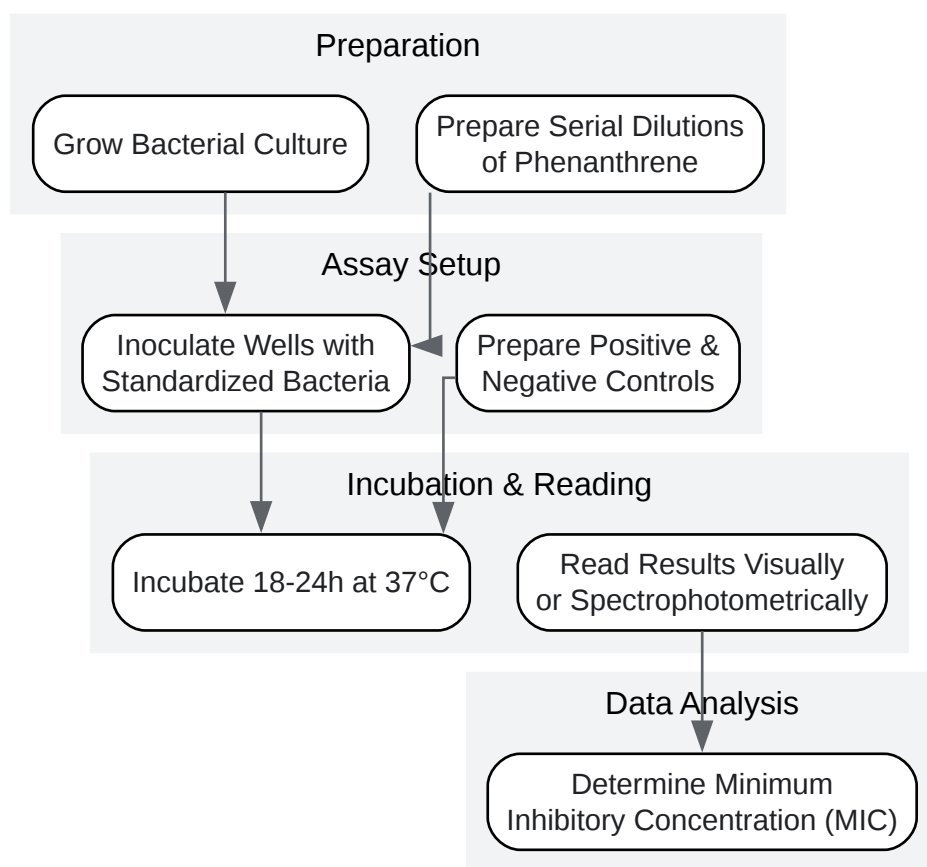 Preparation
Grow Bacterial Culture
Prepare Serial Dilutions
of Phenanthrene
Assay Setup
Inoculate Wells with
Standardized Bacteria
Prepare Positive &
Negative Controls
Incubation & Reading
Incubate 18-24h at 37°C
Read Results Visually
or Spectrophotometrically
Data Analysis
Determine Minimum
Inhibitory Concentration (MIC)